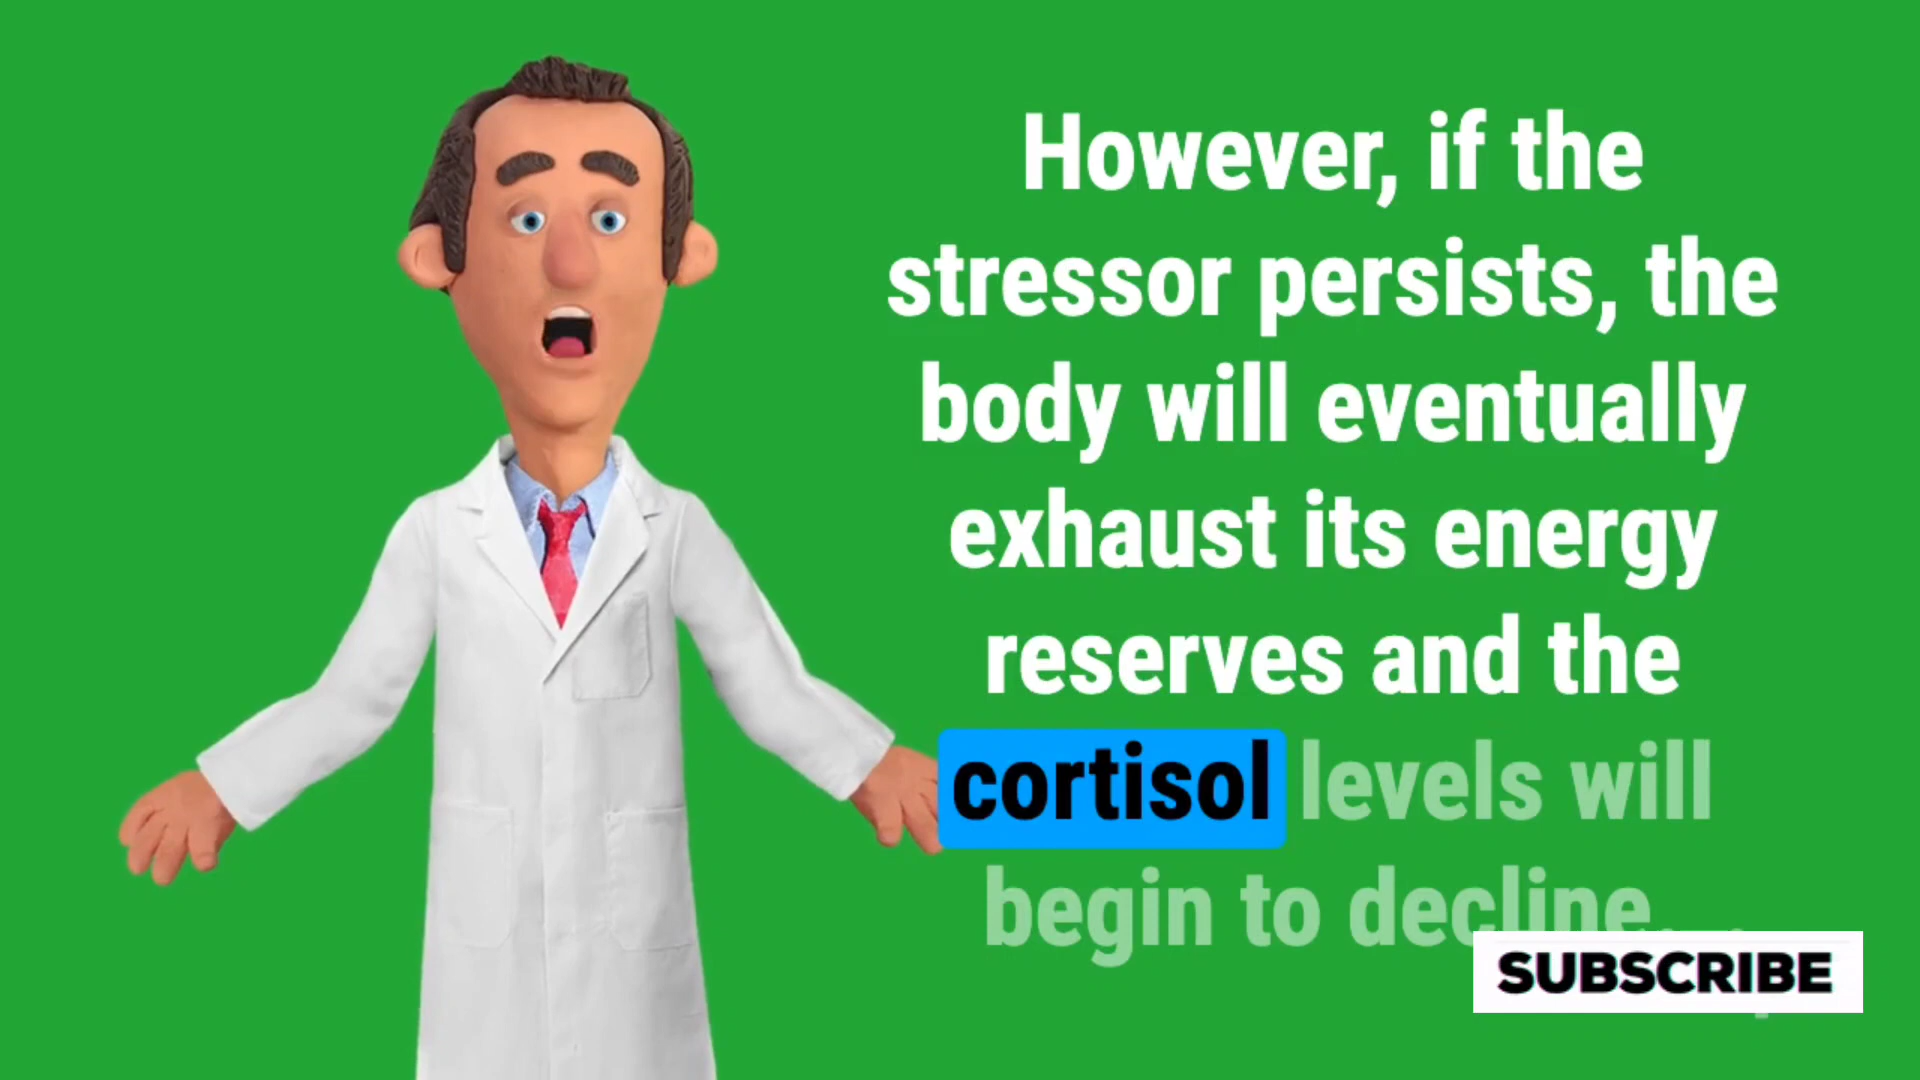 However, if the
stressor persists, the
body will eventually
exhaust its energy
reserves and the
cortisol levels will
begin to decline
SUBSCRIBE